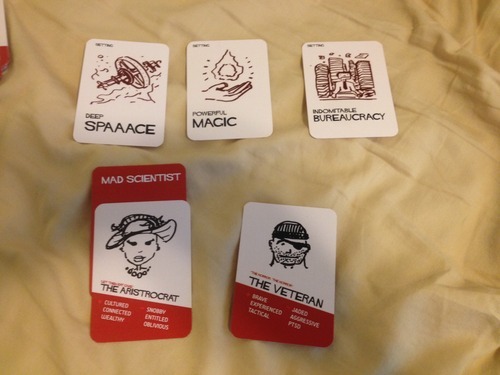 SETTING
DEEP
SPAAACE
SETTING
POWERFUL
MAGIC
SETTING
INDOMITABLE
BUREAUCRACY
MAD SCIENTIST
THE ARISTROCRAT
CULTURED
CONNECTED
WEALTHY
SNOBBY
ENTITLED
OBLIVIOUS
THE VETERAN
BRAVE
EXPERIENCED
TACTICAL
JADED
AGGRESSIVE
PTSD